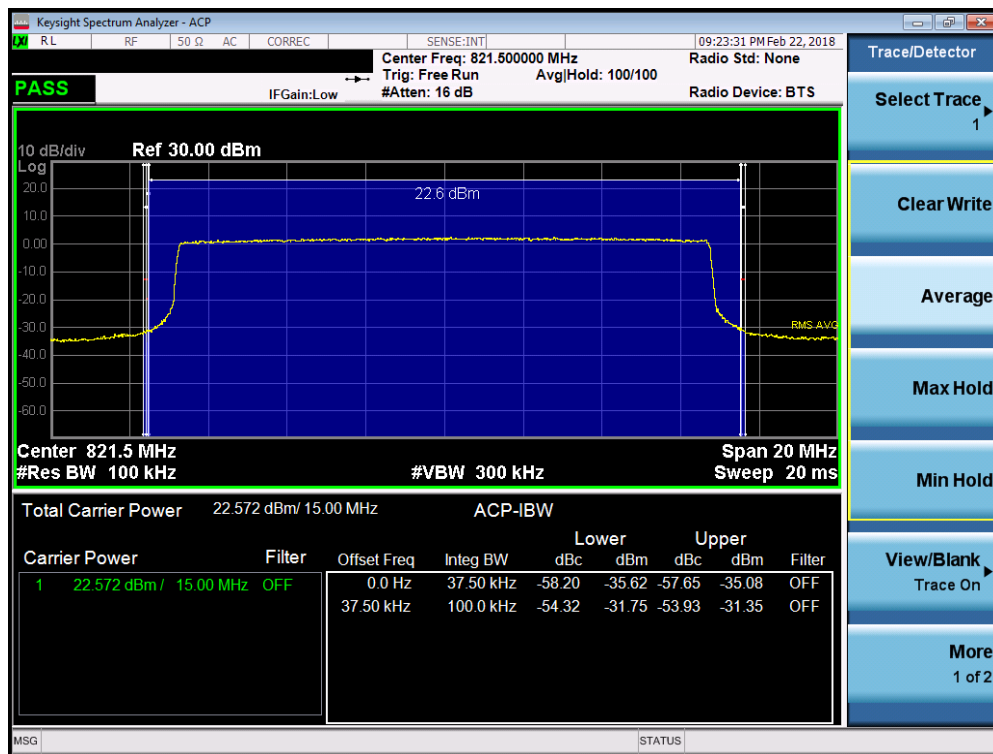 Keysight Spectrum Analyzer - ACP
LXI RL RF 50 Ω AC CORREC SENSE:INT 09:23:31 PM Feb 22, 2018
Center Freq: 821.500000 MHz Radio Std: None
Trig: Free Run Avg|Hold: 100/100
PASS IFGain:Low #Atten: 16 dB Radio Device: BTS
Trace/Detector
Select Trace
1
Clear Write
Average
Max Hold
Min Hold
View/Blank
Trace On
More
1 of 2
10 dB/div Ref 30.00 dBm
Log
20.0
10.0
0.00
-10.0
-20.0
-30.0
-40.0
-50.0
-60.0
22.6 dBm
RMS AVG
Center 821.5 MHz Span 20 MHz
#Res BW 100 kHz #VBW 300 kHz Sweep 20 ms
Total Carrier Power 22.572 dBm/ 15.00 MHz ACP-IBW
Lower Upper
Carrier Power Filter Offset Freq Integ BW dBc dBm dBc dBm Filter
1 22.572 dBm / 15.00 MHz OFF 0.0 Hz 37.50 kHz -58.20 -35.62 -57.65 -35.08 OFF
37.50 kHz 100.0 kHz -54.32 -31.75 -53.93 -31.35 OFF
MSG STATUS